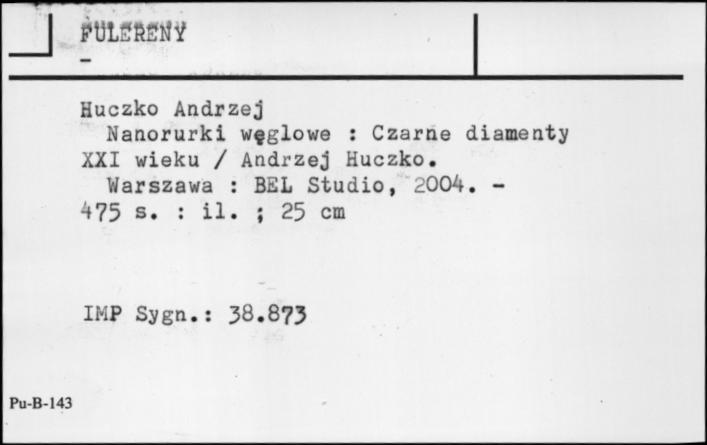 FULERENY
Huczko Andrzej
Nanorurki węglowe : Czarne diamenty
XXI wieku / Andrzej Huczko.
Warszawa : BEL Studio, 2004. -
475 s. : il. ; 25 cm
IMP Sygn.: 38.873
Pu-B-143